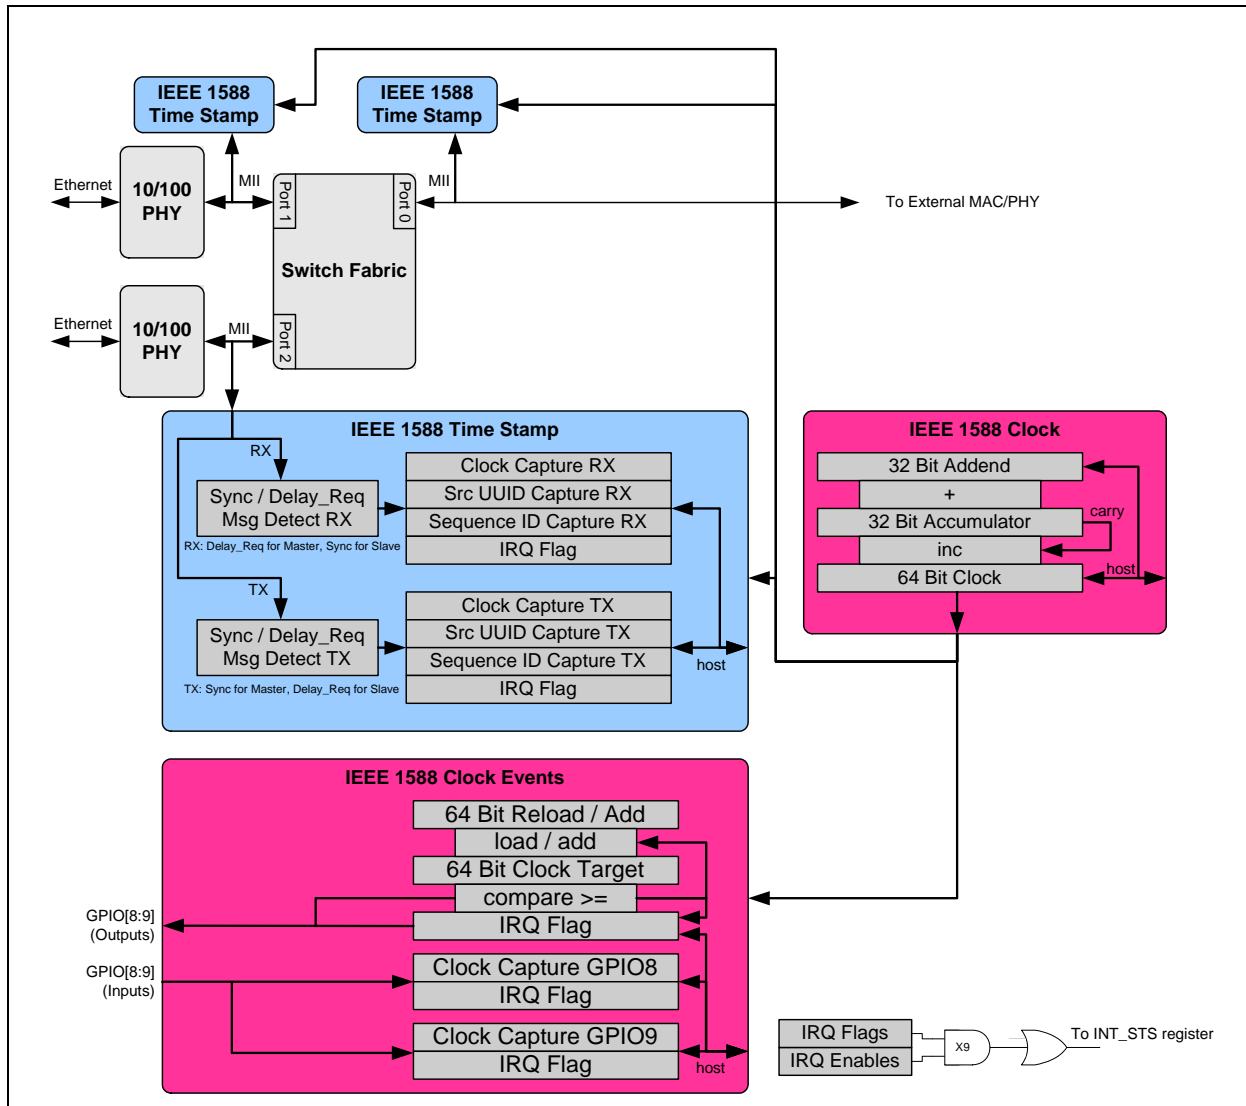 IEEE 1588
Time Stamp
IEEE 1588
Time Stamp
Ethernet
10/100
PHY
MII
Port 1
Port 0
MII
To External MAC/PHY
Switch Fabric
Ethernet
10/100
PHY
MII
Port 2
IEEE 1588 Time Stamp
RX
Sync / Delay_Req
Msg Detect RX
RX: Delay_Req for Master, Sync for Slave
Clock Capture RX
Src UUID Capture RX
Sequence ID Capture RX
IRQ Flag
TX
Sync / Delay_Req
Msg Detect TX
TX: Sync for Master, Delay_Req for Slave
Clock Capture TX
Src UUID Capture TX
Sequence ID Capture TX
IRQ Flag
host
IEEE 1588 Clock
32 Bit Addend
+
32 Bit Accumulator
carry
inc
64 Bit Clock
host
IEEE 1588 Clock Events
64 Bit Reload / Add
load / add
64 Bit Clock Target
compare >=
IRQ Flag
GPIO[8:9]
(Outputs)
GPIO[8:9]
(Inputs)
Clock Capture GPIO8
IRQ Flag
Clock Capture GPIO9
IRQ Flag
host
IRQ Flags
IRQ Enables
X9
To INT_STS register